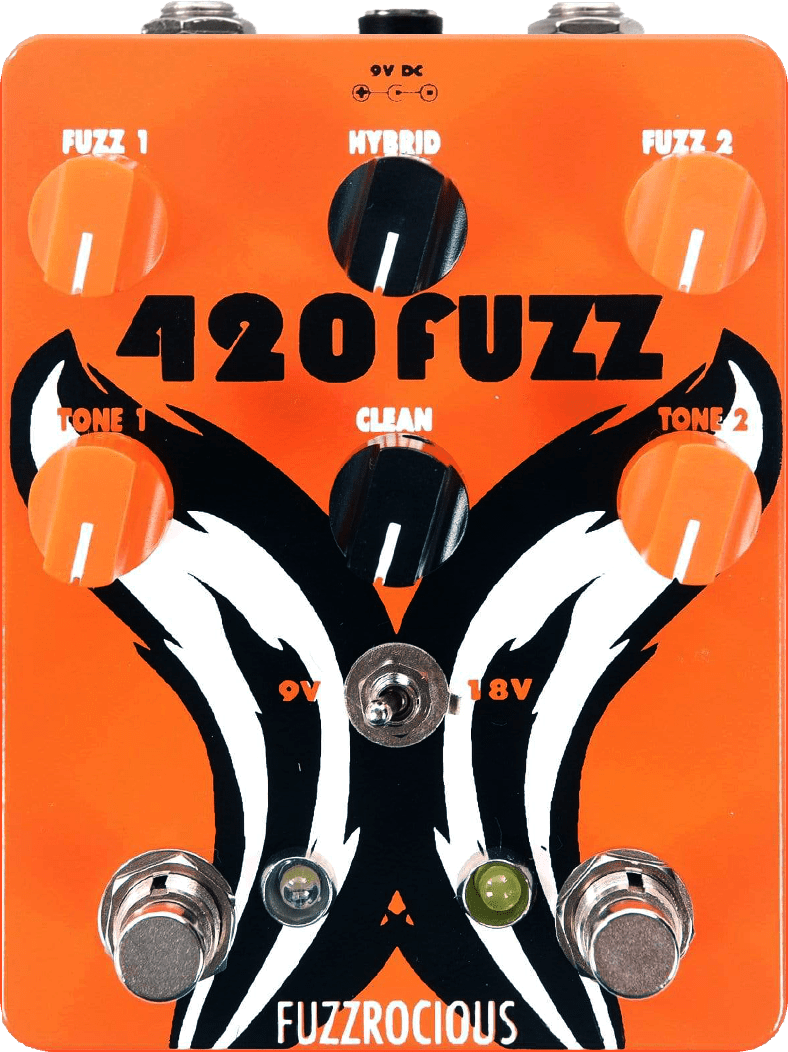 9V DC
FUZZ 1 HYBRID FUZZ 2
420FUZZ
TONE 1 CLEAN TONE 2
9V 18V
FUZZROCIOUS